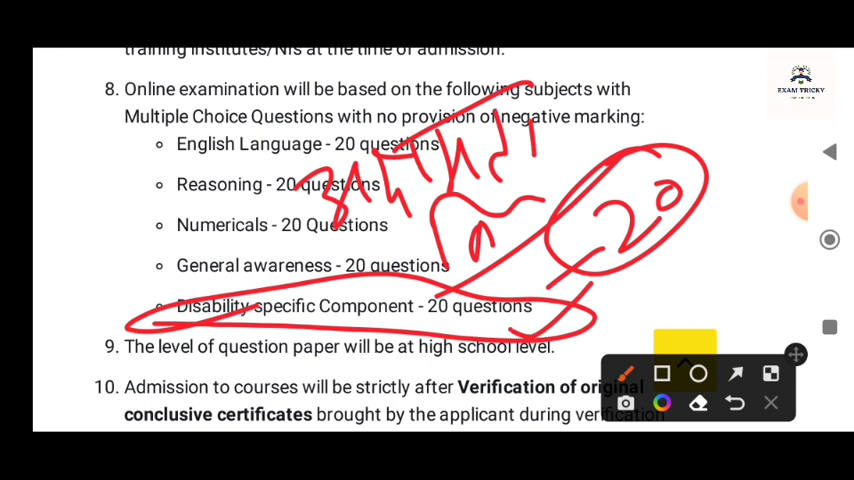 training institutes/NIs at the time of admission.
8. Online examination will be based on the following subjects with
Multiple Choice Questions with no provision of negative marking:
English Language - 20 questions
Reasoning - 20 questions
Numericals - 20 Questions
General awareness - 20 questions
20
Disability specific Component - 20 questions
9. The level of question paper will be at high school level.
10. Admission to courses will be strictly after Verification of original
conclusive certificates brought by the applicant during verification
EXAM TRICKY